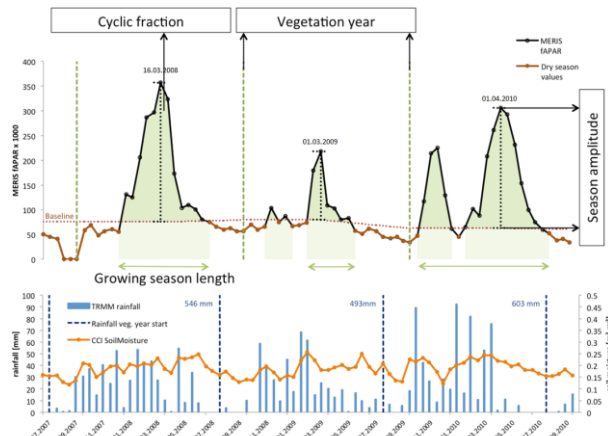 Cyclic fraction
Vegetation year
MERIS
fAPAR
Dry season
values
16.03.2008
01.03.2009
01.04.2010
MERIS fAPAR x 1000
400
350
300
250
200
150
100
50
0
Baseline
Season amplitude
Growing season length
TRMM rainfall
Rainfall veg. year start
CCI SoilMoisture
546 mm
493mm
603 mm
rainfall [mm]
100
90
80
70
60
50
40
30
20
10
0
0.5
0.45
0.4
0.35
0.3
0.25
0.2
0.15
0.1
0.05
0